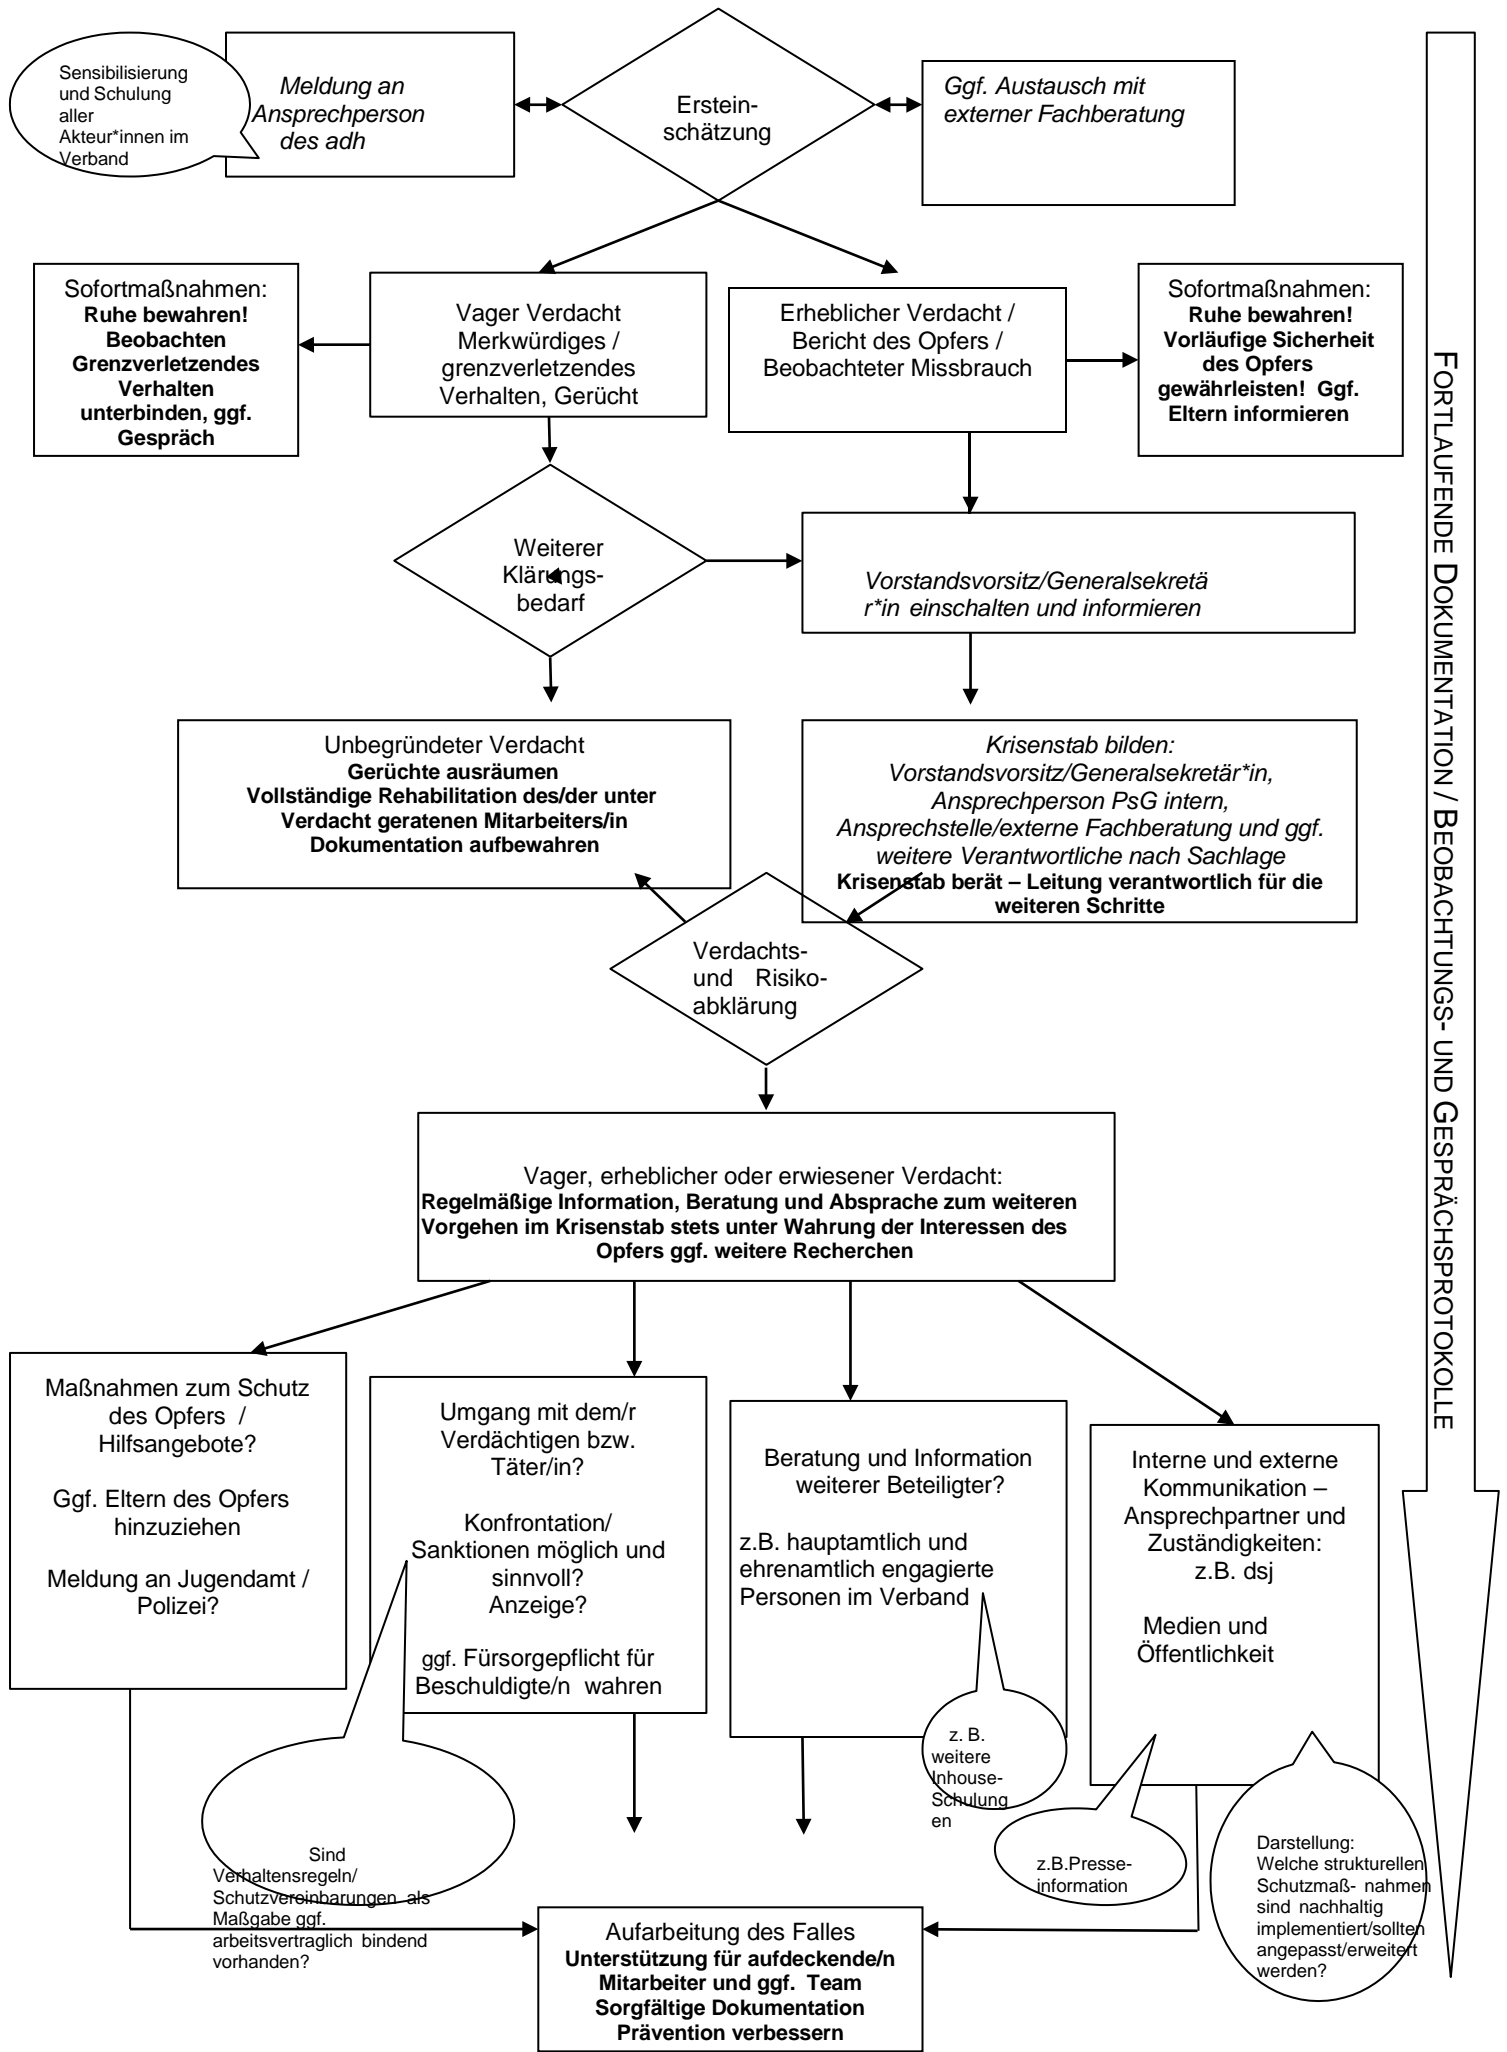 Sensibilisierung
und Schulung
aller
Akteur*innen im
Verband
Meldung an
Ansprechperson
des adh
Erstein-
schätzung
Ggf. Austausch mit
externer Fachberatung
Sofortmaßnahmen:
Ruhe bewahren!
Beobachten
Grenzverletzendes
Verhalten
unterbinden, ggf.
Gespräch
Vager Verdacht
Merkwürdiges /
grenzverletzendes
Verhalten, Gerücht
Erheblicher Verdacht /
Bericht des Opfers /
Beobachteter Missbrauch
Sofortmaßnahmen:
Ruhe bewahren!
Vorläufige Sicherheit
des Opfers
gewährleisten! Ggf.
Eltern informieren
Weiterer
Klärungs-
bedarf
Vorstandsvorsitz/Generalsekretä
r*in einschalten und informieren
Unbegründeter Verdacht
Gerüchte ausräumen
Vollständige Rehabilitation des/der unter
Verdacht geratenen Mitarbeiters/in
Dokumentation aufbewahren
Krisenstab bilden:
Vorstandsvorsitz/Generalsekretär*in,
Ansprechperson PsG intern,
Ansprechstelle/externe Fachberatung und ggf.
weitere Verantwortliche nach Sachlage
Krisenstab berät – Leitung verantwortlich für die
weiteren Schritte
Verdachts-
und Risiko-
abklärung
Vager, erheblicher oder erwiesener Verdacht:
Regelmäßige Information, Beratung und Absprache zum weiteren
Vorgehen im Krisenstab stets unter Wahrung der Interessen des
Opfers ggf. weitere Recherchen
Maßnahmen zum Schutz
des Opfers /
Hilfsangebote?
Ggf. Eltern des Opfers
hinzuziehen
Meldung an Jugendamt /
Polizei?
Umgang mit dem/r
Verdächtigen bzw.
Täter/in?
Konfrontation/
Sanktionen möglich und
sinnvoll?
Anzeige?
ggf. Fürsorgepflicht für
Beschuldigte/n wahren
Beratung und Information
weiterer Beteiligter?
z.B. hauptamtlich und
ehrenamtlich engagierte
Personen im Verband
Interne und externe
Kommunikation –
Ansprechpartner und
Zuständigkeiten:
z.B. dsj
Medien und
Öffentlichkeit
Sind
Verhaltensregeln/
Schutzvereinbarungen als
Maßgabe ggf.
arbeitsvertraglich bindend
vorhanden?
z. B.
weitere
Inhouse-
Schulung
en
z.B.Presse-
information
Darstellung:
Welche strukturellen
Schutzmaß- nahmen
sind nachhaltig
implementiert/sollten
angepasst/erweitert
werden?
Aufarbeitung des Falles
Unterstützung für aufdeckende/n
Mitarbeiter und ggf. Team
Sorgfältige Dokumentation
Prävention verbessern
FORTLAUFENDE DOKUMENTATION / BEOBACHTUNGS- UND GESPRÄCHSPROTOKOLLE